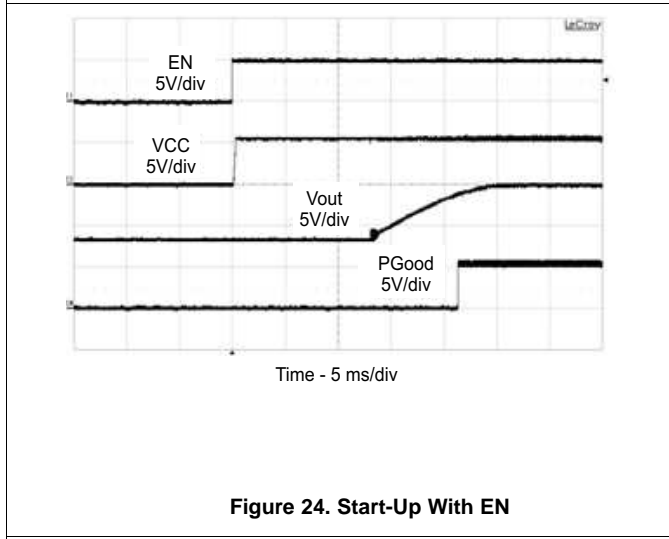 LeCroy
EN
5V/div
VCC
5V/div
Vout
5V/div
PGood
5V/div
Time - 5 ms/div
Figure 24. Start-Up With EN